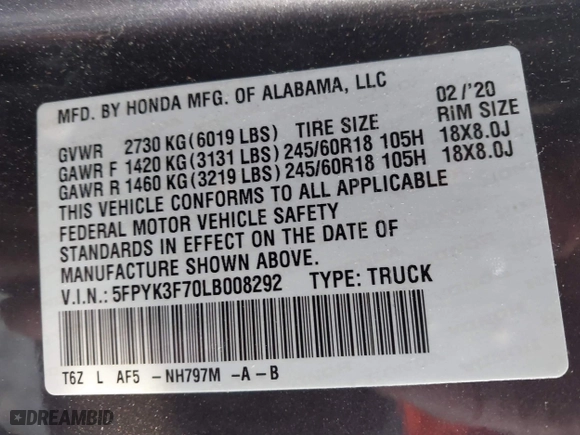 MFD. BY HONDA MFG. OF ALABAMA, LLC 02/'20
GVWR 2730 KG(6019 LBS) TIRE SIZE RIM SIZE
GAWR F 1420 KG(3131 LBS)245/60R18 105H 18X8.0J
GAWR R 1460 KG(3219 LBS)245/60R18 105H 18X8.0J
THIS VEHICLE CONFORMS TO ALL APPLICABLE
FEDERAL MOTOR VEHICLE SAFETY
STANDARDS IN EFFECT ON THE DATE OF
MANUFACTURE SHOWN ABOVE.
V.I.N.: 5FPYK3F70LB008292 TYPE: TRUCK
T6Z L AF5 -NH797M -A-B
DREAMBID